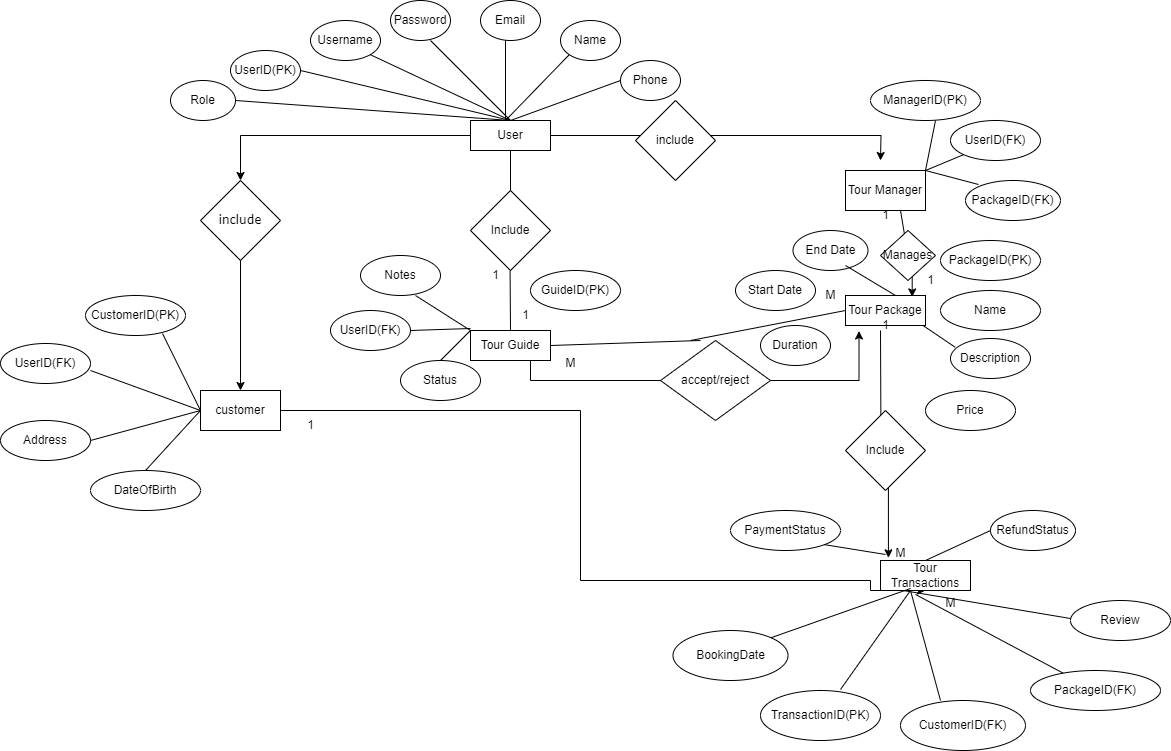 Password
Email
Username
Name
UserID(PK)
Phone
Role
ManagerID(PK)
User
include
UserID(FK)
Tour Manager
PackageID(FK)
1
include
Include
End Date
Manages
PackageID(PK)
Notes
1
GuideID(PK)
Start Date
M
1
Name
CustomerID(PK)
1
Tour Package
1
UserID(FK)
Tour Guide
Duration
Description
UserID(FK)
M
Status
accept/reject
customer
1
Price
Address
Include
DateOfBirth
PaymentStatus
RefundStatus
M
Tour
Transactions
M
Review
BookingDate
PackageID(FK)
TransactionID(PK)
CustomerID(FK)